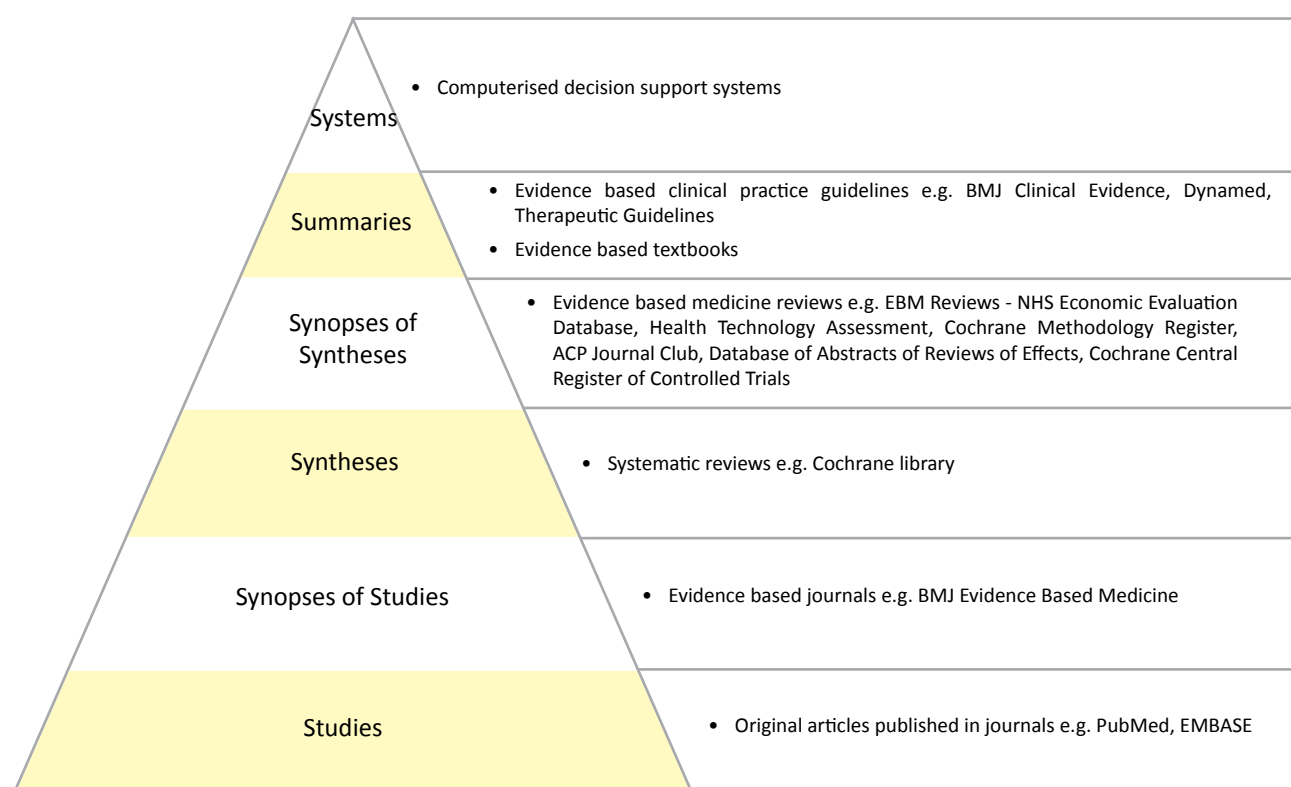 • Computerised decision support systems
Systems
• Evidence based clinical practice guidelines e.g. BMJ Clinical Evidence, Dynamed,
Therapeutic Guidelines
• Evidence based textbooks
Summaries
• Evidence based medicine reviews e.g. EBM Reviews - NHS Economic Evaluation
Database, Health Technology Assessment, Cochrane Methodology Register,
ACP Journal Club, Database of Abstracts of Reviews of Effects, Cochrane Central
Register of Controlled Trials
Synopses of
Syntheses
Syntheses
• Systematic reviews e.g. Cochrane library
Synopses of Studies
• Evidence based journals e.g. BMJ Evidence Based Medicine
Studies
• Original articles published in journals e.g. PubMed, EMBASE